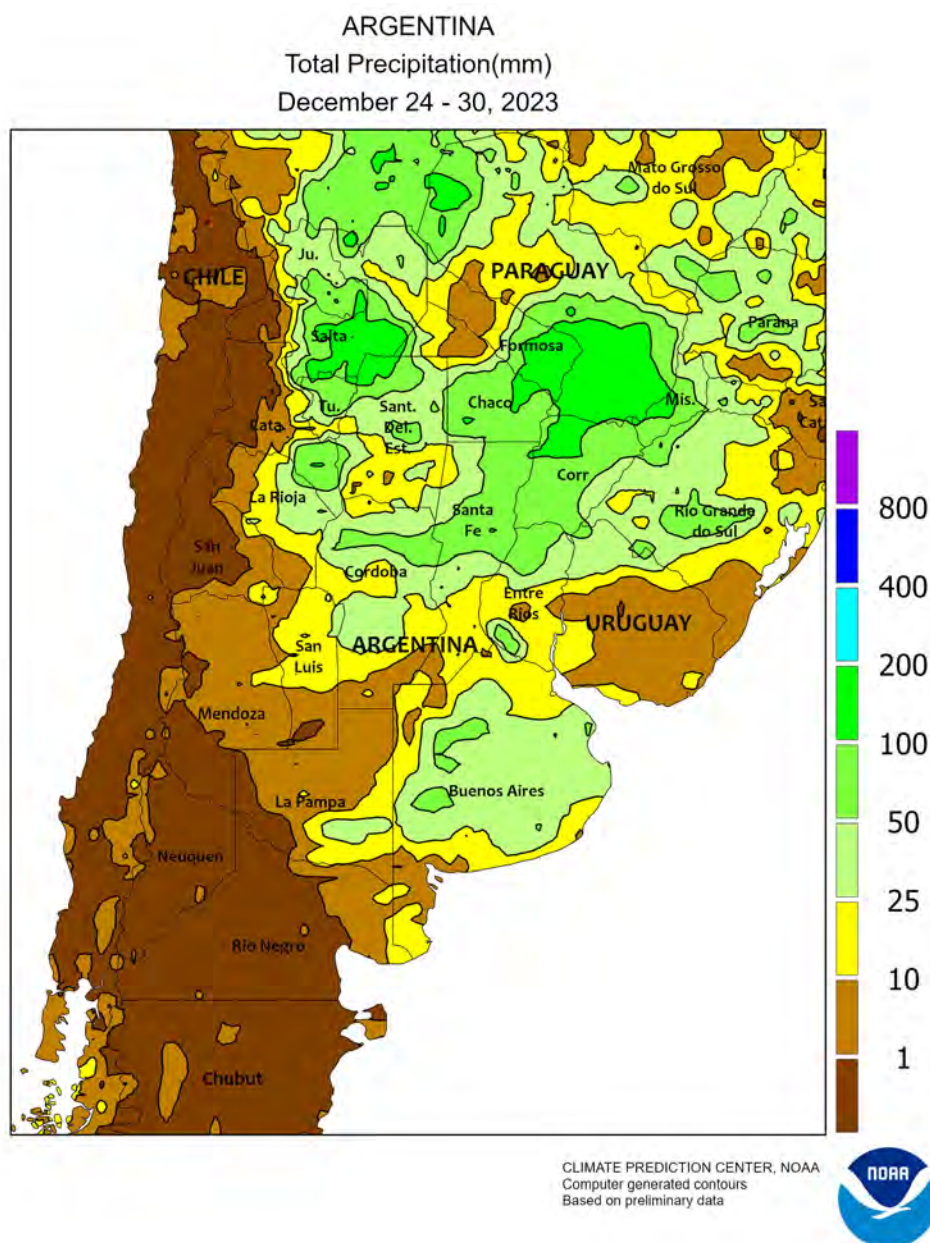 ARGENTINA
Total Precipitation(mm)
December 24 - 30, 2023
Mato Grosso
do Sul
Ju.
CHILE
PARAGUAY
Parana
Salta
Formosa
Tu.
Sant.
Del.
Est.
Chaco
Mis.
Sa
Cat
Cata.
La Rioja
Corr
Santa
Fe
Rio Grande
do Sul
San
Juan
Cordoba
Entre
Rios
URUGUAY
ARGENTINA
San
Luis
Mendoza
La Pampa
Buenos Aires
Neuquen
Rio Negro
Chubut
800
400
200
100
50
25
10
1
CLIMATE PREDICTION CENTER, NOAA
Computer generated contours
Based on preliminary data
NOAA